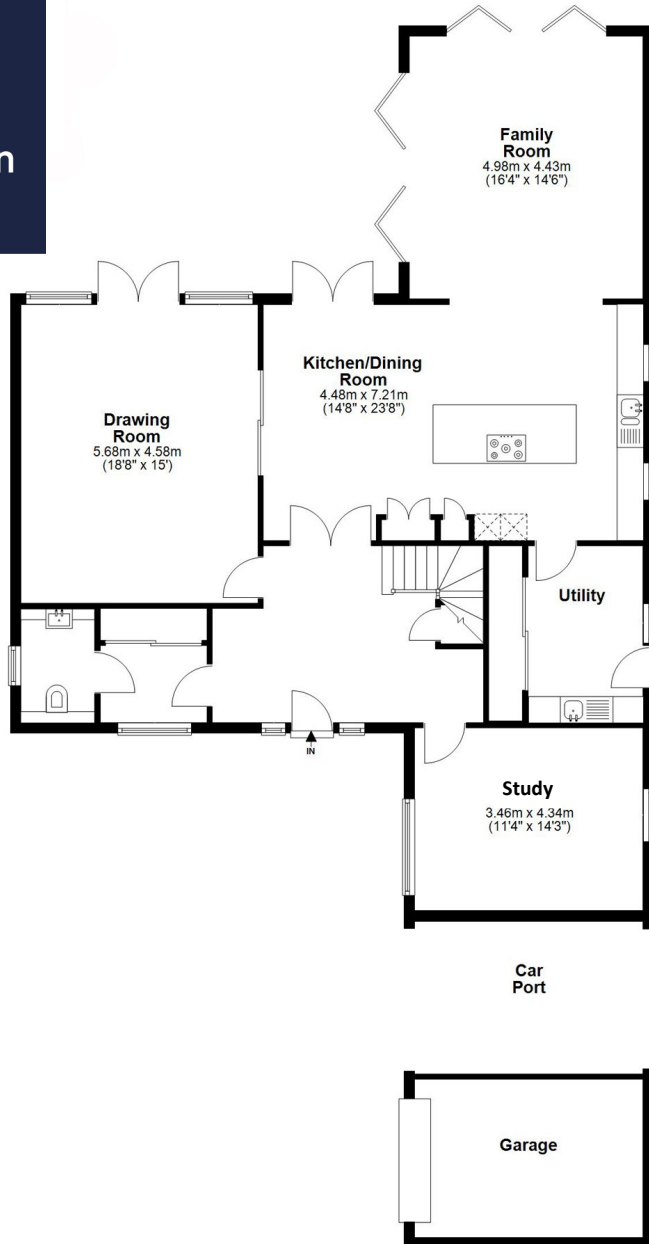 Family
Room
4.98m x 4.43m
(16'4" x 14'6")
Kitchen/Dining
Room
4.48m x 7.21m
(14'8" x 23'8")
Drawing
Room
5.68m x 4.58m
(18'8" x 15')
Utility
IN
Study
3.46m x 4.34m
(11'4" x 14'3")
Car
Port
Garage